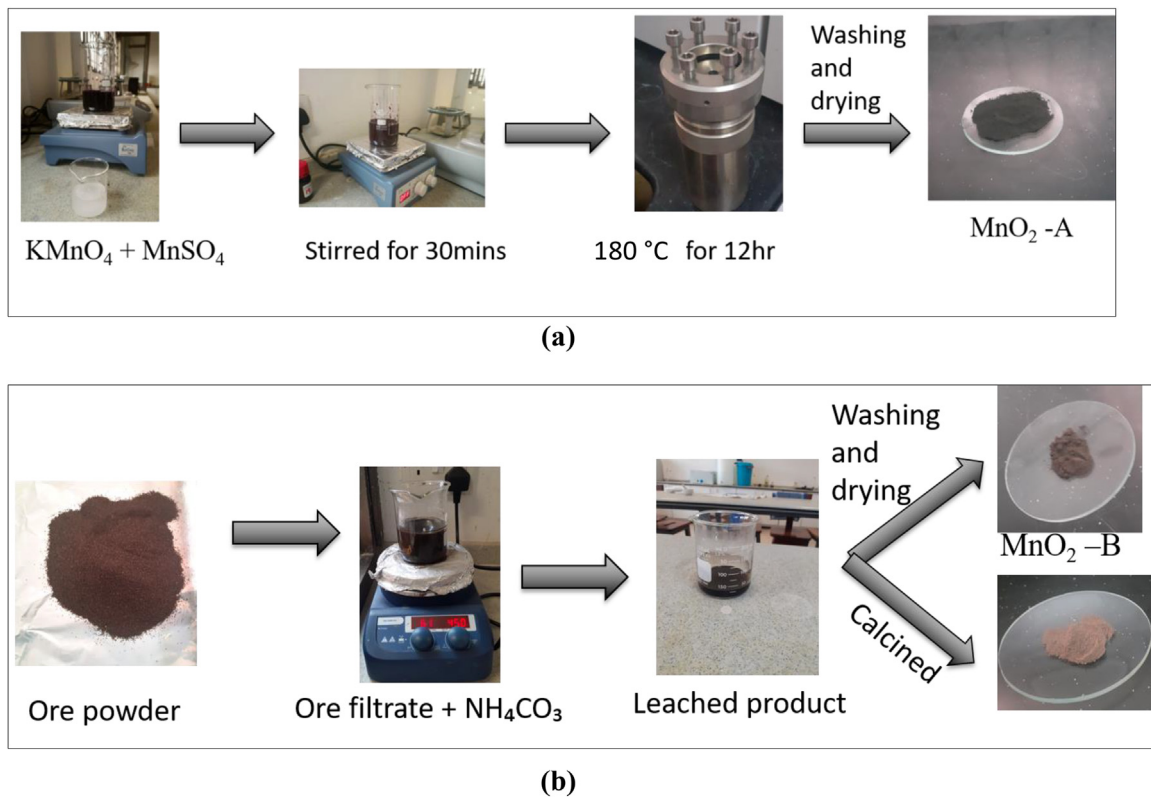 Washing
and
drying
KMnO₄ + MnSO₄
Stirred for 30mins
180 °C for 12hr
MnO₂ -A
(a)
Washing
and
drying
MnO₂ –B
Calcined
Ore powder
Ore filtrate + NH₄CO₃
Leached product
(b)